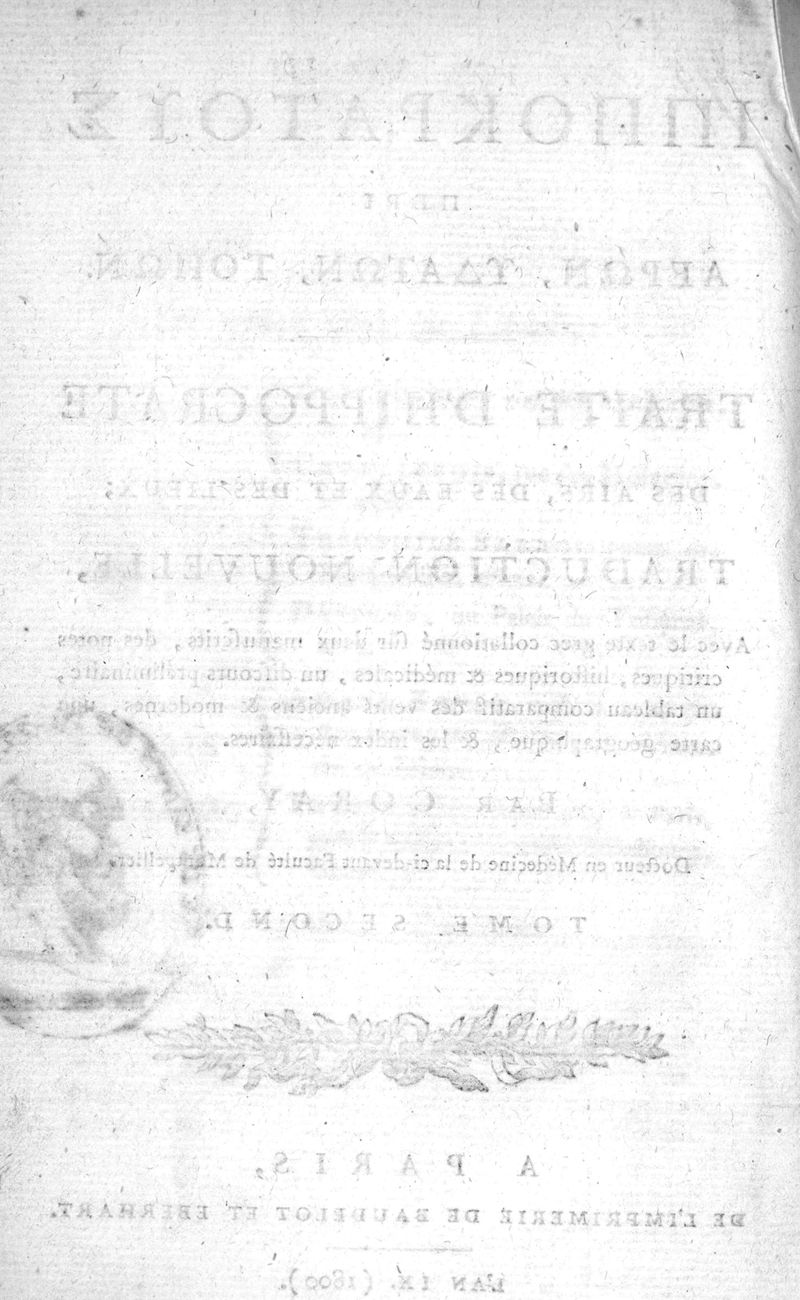 ΙΠΠΟΚΡΑΤΟΥΣ
ΠΕΡΙ
ΑΕΡΩΝ, ΥΔΑΤΩΝ, ΤΟΠΩΝ.
TRAITÉ D'HIPPOCRATE
DES AIRS, DES EAUX ET DES LIEUX;
TRADUCTION NOUVELLE,
Avec le texte grec collationné sur deux manuscrits, des notes
critiques, historiques & médicales, un discours préliminaire,
un tableau comparatif des vents anciens & modernes, une
carte géographique, & les index nécessaires.
PAR CORAY,
Docteur en Médecine de la ci-devant Faculté de Montpellier.
TOME SECOND.
A PARIS,
DE L'IMPRIMERIE DE BAUDELOT ET EBERHART.
L'AN IX. (1800).